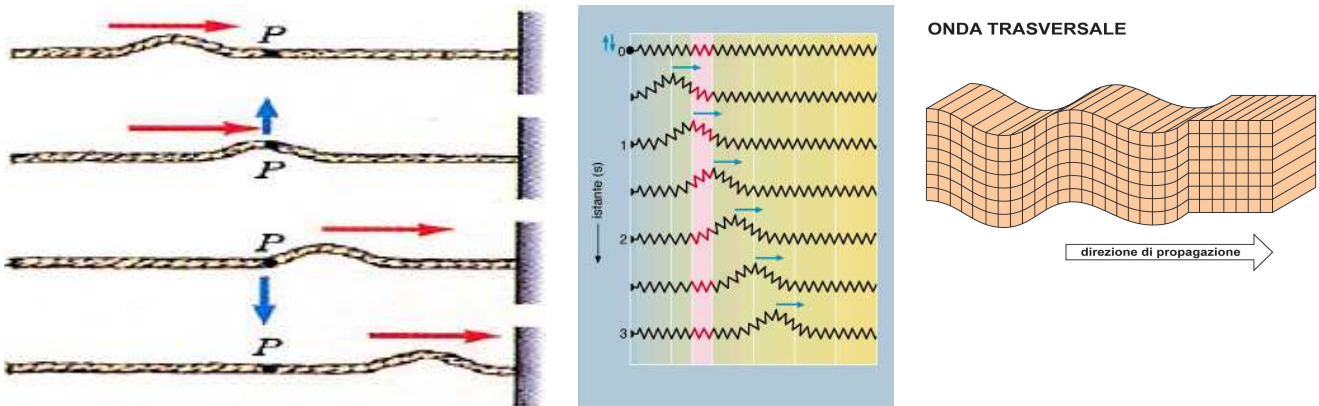 P
P
P
P
0
1
2
3
istante (s)
ONDA TRASVERSALE
direzione di propagazione